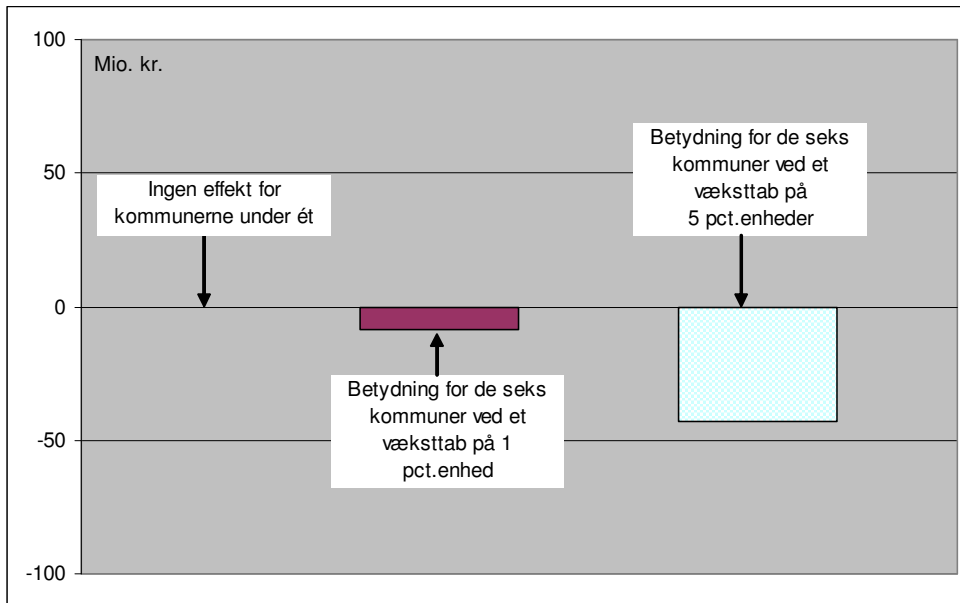 100
Mio. kr.
50
0
-50
-100
Ingen effekt for
kommunerne under ét
Betydning for de seks
kommuner ved et
væksttab på 1
pct.enhed
Betydning for de seks
kommuner ved et
væksttab på
5 pct.enheder